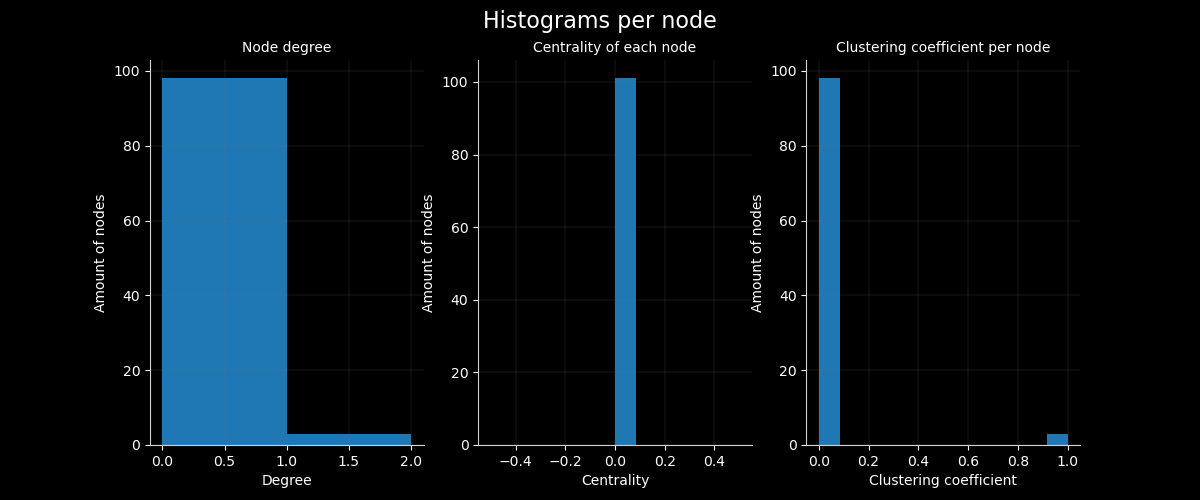 Histograms per node
Node degree
Centrality of each node
Clustering coefficient per node
100
80
60
40
20
0
0.0 0.5 1.0 1.5 2.0
Amount of nodes
Degree
100
80
60
40
20
0
−0.4 −0.2 0.0 0.2 0.4
Amount of nodes
Centrality
100
80
60
40
20
0
0.0 0.2 0.4 0.6 0.8 1.0
Amount of nodes
Clustering coefficient